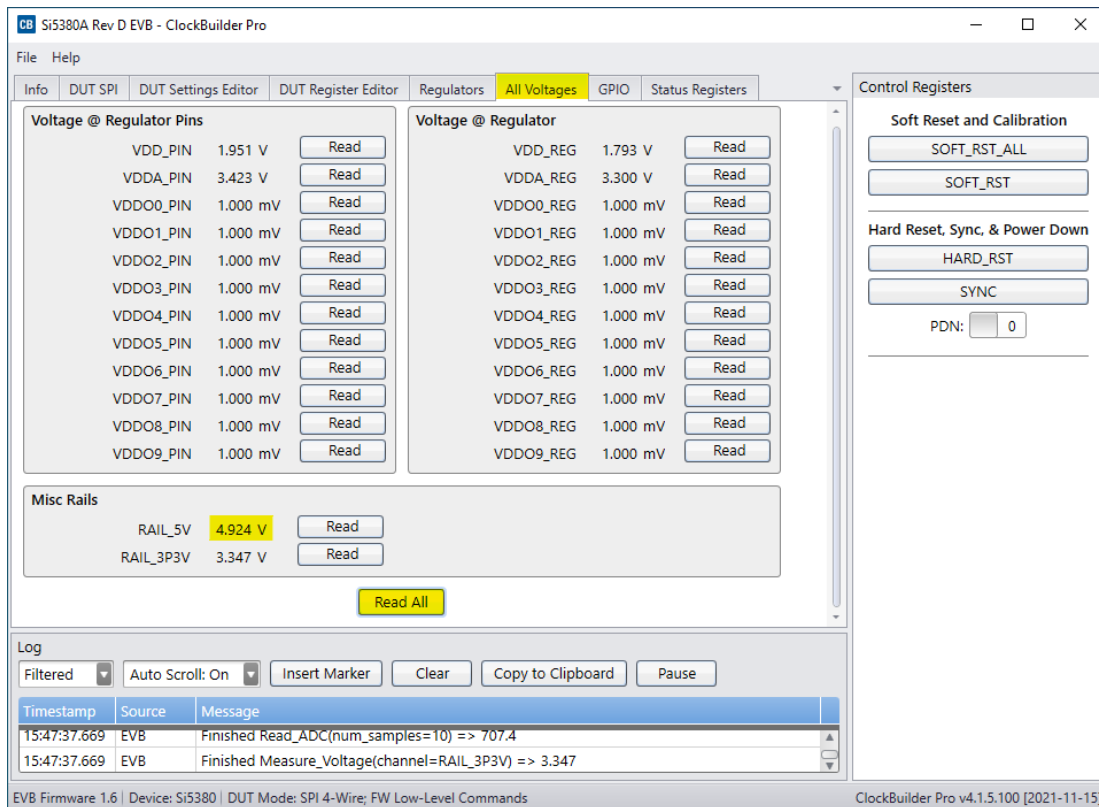 CB Si5380A Rev D EVB - ClockBuilder Pro
File Help
Info DUT SPI DUT Settings Editor DUT Register Editor Regulators All Voltages GPIO Status Registers
Voltage @ Regulator Pins
VDD_PIN 1.951 V Read
VDDA_PIN 3.423 V Read
VDDO0_PIN 1.000 mV Read
VDDO1_PIN 1.000 mV Read
VDDO2_PIN 1.000 mV Read
VDDO3_PIN 1.000 mV Read
VDDO4_PIN 1.000 mV Read
VDDO5_PIN 1.000 mV Read
VDDO6_PIN 1.000 mV Read
VDDO7_PIN 1.000 mV Read
VDDO8_PIN 1.000 mV Read
VDDO9_PIN 1.000 mV Read
Voltage @ Regulator
VDD_REG 1.793 V Read
VDDA_REG 3.300 V Read
VDDO0_REG 1.000 mV Read
VDDO1_REG 1.000 mV Read
VDDO2_REG 1.000 mV Read
VDDO3_REG 1.000 mV Read
VDDO4_REG 1.000 mV Read
VDDO5_REG 1.000 mV Read
VDDO6_REG 1.000 mV Read
VDDO7_REG 1.000 mV Read
VDDO8_REG 1.000 mV Read
VDDO9_REG 1.000 mV Read
Misc Rails
RAIL_5V 4.924 V Read
RAIL_3P3V 3.347 V Read
Read All
Control Registers
Soft Reset and Calibration
SOFT_RST_ALL
SOFT_RST
Hard Reset, Sync, & Power Down
HARD_RST
SYNC
PDN: 0
Log
Filtered Auto Scroll: On Insert Marker Clear Copy to Clipboard Pause
Timestamp Source Message
15:47:37.669 EVB Finished Read_ADC(num_samples=10) => 707.4
15:47:37.669 EVB Finished Measure_Voltage(channel=RAIL_3P3V) => 3.347
EVB Firmware 1.6 | Device: Si5380 | DUT Mode: SPI 4-Wire; FW Low-Level Commands ClockBuilder Pro v4.1.5.100 [2021-11-15]